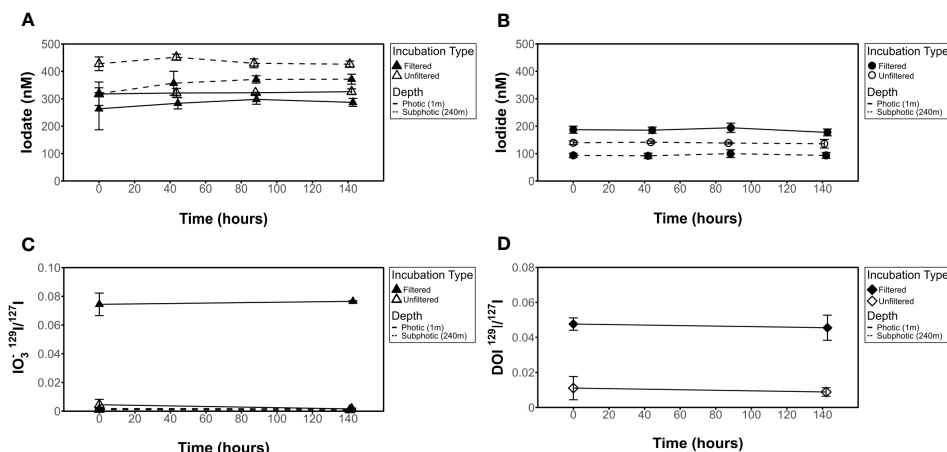 A
500
400
300
200
100
0
Iodate (nM)
0 20 40 60 80 100 120 140
Time (hours)
Incubation Type
Filtered
Unfiltered
Depth
Photic (1m)
Subphotic (240m)
B
500
400
300
200
100
0
Iodide (nM)
0 20 40 60 80 100 120 140
Time (hours)
Incubation Type
Filtered
Unfiltered
Depth
Photic (1m)
Subphotic (240m)
C
0.10
0.08
0.06
0.04
0.02
0
IO₃⁻ ¹²⁹I/¹²⁷I
0 20 40 60 80 100 120 140
Time (hours)
Incubation Type
Filtered
Unfiltered
Depth
Photic (1m)
Subphotic (240m)
D
0.08
0.06
0.04
0.02
0
DOI ¹²⁹I/¹²⁷I
0 20 40 60 80 100 120 140
Time (hours)
Incubation Type
Filtered
Unfiltered
Depth
Photic (1m)
Subphotic (240m)